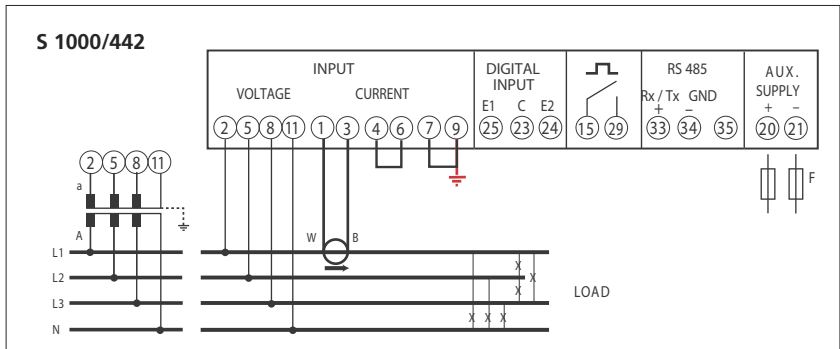 S 1000/442
INPUT
VOLTAGE CURRENT
DIGITAL
INPUT
E1 C E2
RS 485
Rx / Tx GND
+ –
AUX.
SUPPLY
+ –
2 5 8 11 1 3 4 6 7 9 25 23 24 15 29 33 34 35 20 21
2 5 8 11
F
a
A
W B
L1
L2
L3
N
X
X
X
X X X
LOAD